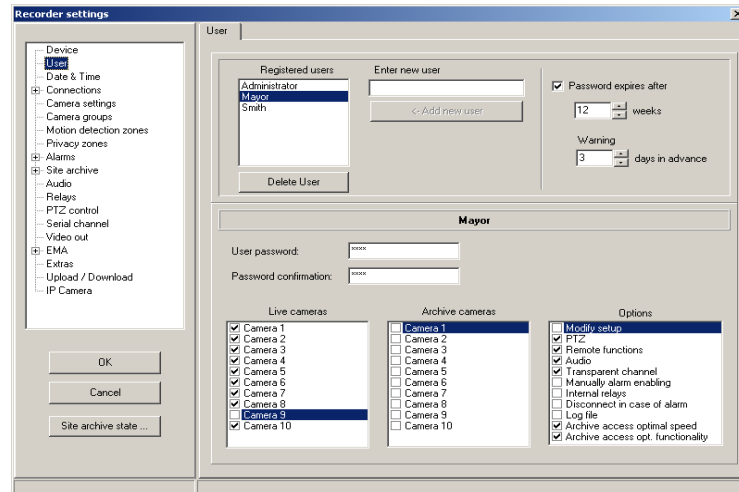 Recorder settings
Device
User
Date & Time
Connections
Camera settings
Camera groups
Motion detection zones
Privacy zones
Alarms
Site archive
Audio
Relays
PTZ control
Serial channel
Video out
EMA
Extras
Upload / Download
IP Camera
OK
Cancel
Site archive state ...
User
Registered users
Administrator
Mayor
Smith
Delete User
Enter new user
<- Add new user
Password expires after
12 weeks
Warning
3 days in advance
Mayor
User password: ××××
Password confirmation: ××××
Live cameras
Camera 1
Camera 2
Camera 3
Camera 4
Camera 5
Camera 6
Camera 7
Camera 8
Camera 9
Camera 10
Archive cameras
Camera 1
Camera 2
Camera 3
Camera 4
Camera 5
Camera 6
Camera 7
Camera 8
Camera 9
Camera 10
Options
Modify setup
PTZ
Remote functions
Audio
Transparent channel
Manually alarm enabling
Internal relays
Disconnect in case of alarm
Log file
Archive access optimal speed
Archive access opt. functionality